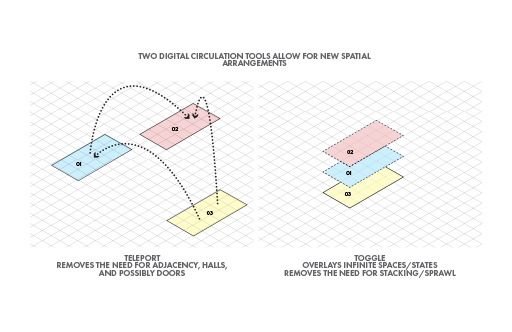 TWO DIGITAL CIRCULATION TOOLS ALLOW FOR NEW SPATIAL
ARRANGEMENTS
02
01
03
02
01
03
TELEPORT
REMOVES THE NEED FOR ADJACENCY, HALLS,
AND POSSIBLY DOORS
TOGGLE
OVERLAYS INFINITE SPACES/STATES
REMOVES THE NEED FOR STACKING/SPRAWL